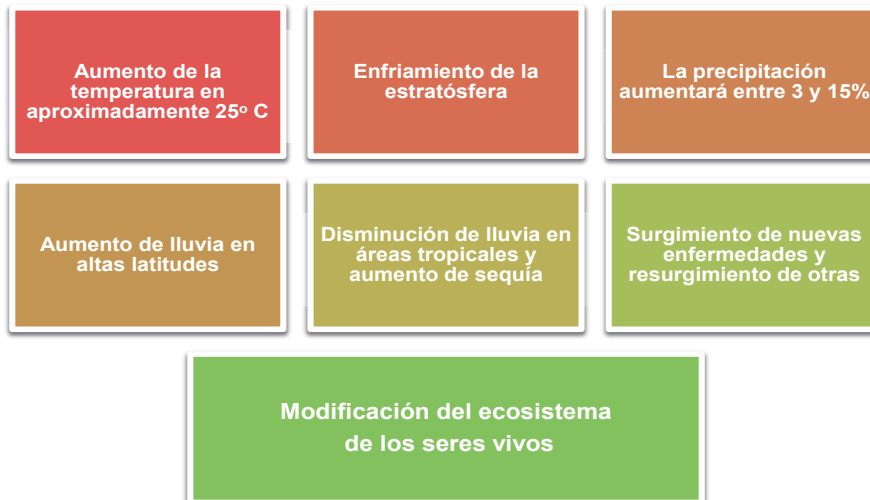 Aumento de la
temperatura en
aproximadamente 25º C
Enfriamiento de la
estratósfera
La precipitación
aumentará entre 3 y 15%
Aumento de lluvia en
altas latitudes
Disminución de lluvia en
áreas tropicales y
aumento de sequía
Surgimiento de nuevas
enfermedades y
resurgimiento de otras
Modificación del ecosistema
de los seres vivos